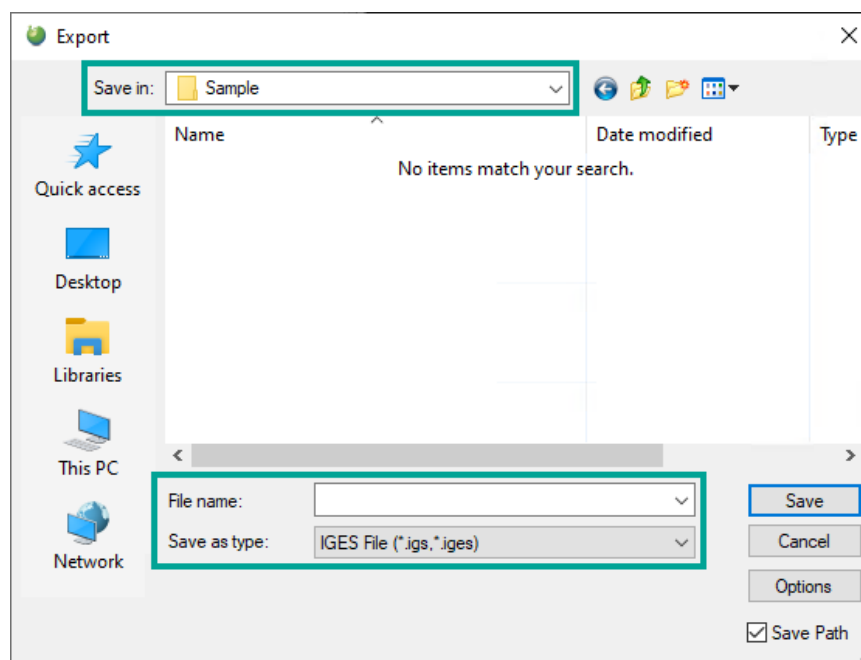 Export
Save in: Sample
Name Date modified Type
No items match your search.
Quick access
Desktop
Libraries
This PC
Network
File name: Save
Save as type: IGES File (*.igs,*.iges) Cancel
Options
Save Path